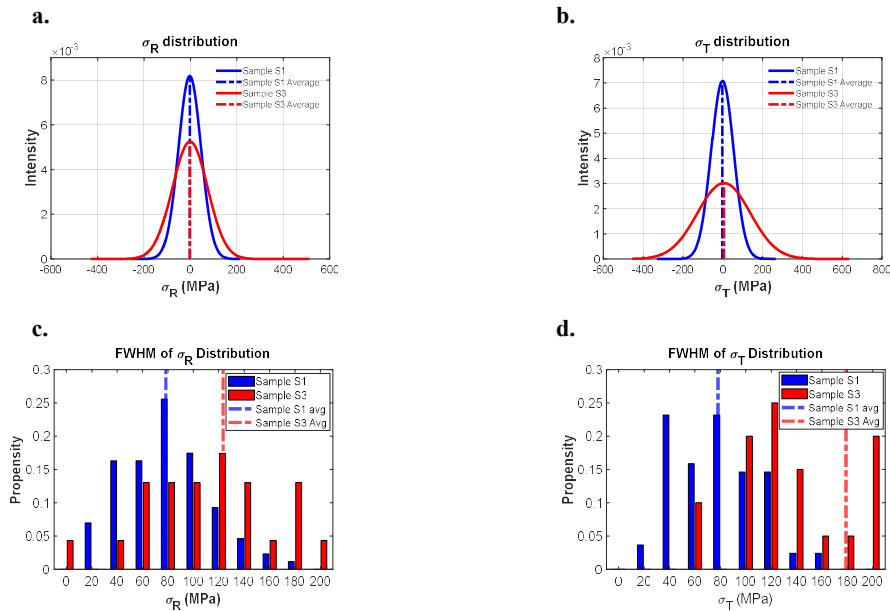 a.
σR distribution
×10-3
8
6
4
2
0
-600
-400
-200
0
200
400
600
Intensity
σR (MPa)
Sample S1
Sample S1 Average
Sample S3
Sample S3 Average
b.
σT distribution
×10-3
8
7
6
5
4
3
2
1
0
-600
-400
-200
0
200
400
600
800
Intensity
σT (MPa)
Sample S1
Sample S1 Average
Sample S3
Sample S3 Average
c.
FWHM of σR Distribution
0.3
0.25
0.2
0.15
0.1
0.05
0
0 20 40 60 80 100 120 140 160 180 200
Propensity
σR (MPa)
Sample S1
Sample S3
Sample S1 avg
Sample S3 Avg
d.
FWHM of σT Distribution
0.3
0.25
0.2
0.15
0.1
0.05
0
0 20 40 60 80 100 120 140 160 180 200
Propensity
σT (MPa)
Sample S1
Sample S3
Sample S1 avg
Sample S3 Avg